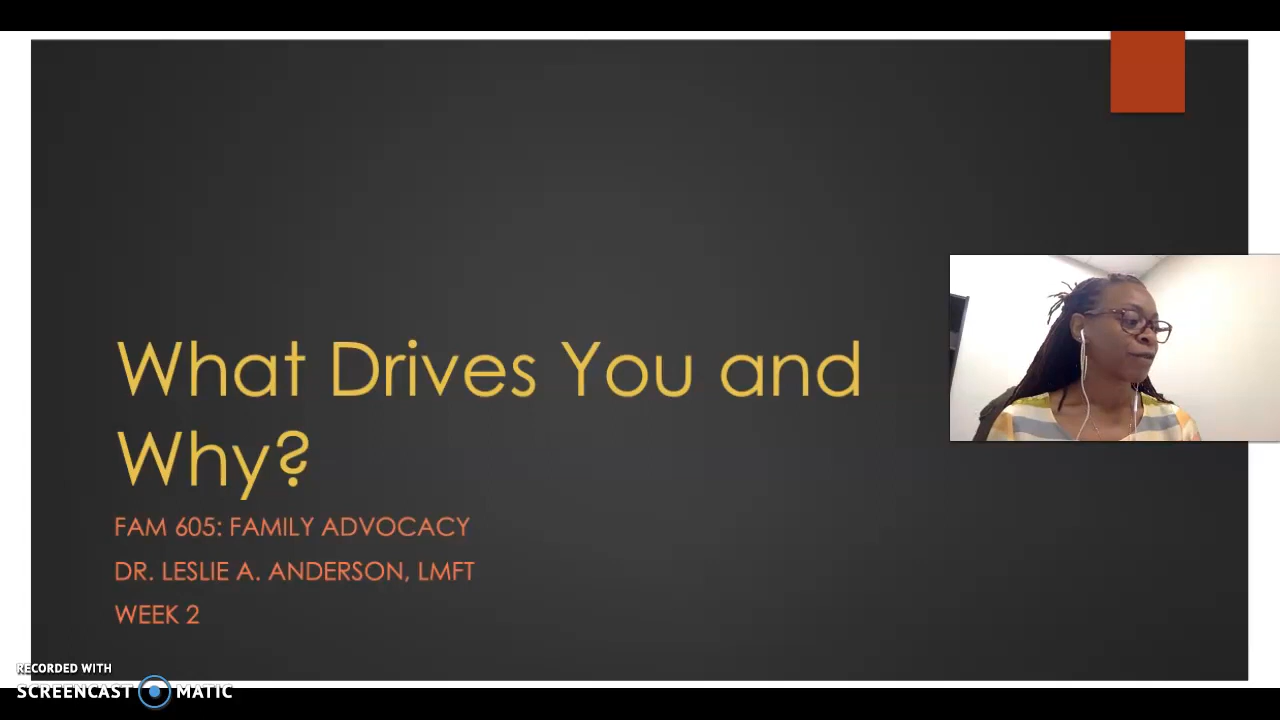 What Drives You and
Why?
FAM 605: FAMILY ADVOCACY
DR. LESLIE A. ANDERSON, LMFT
WEEK 2
RECORDED WITH
SCREENCAST MATIC